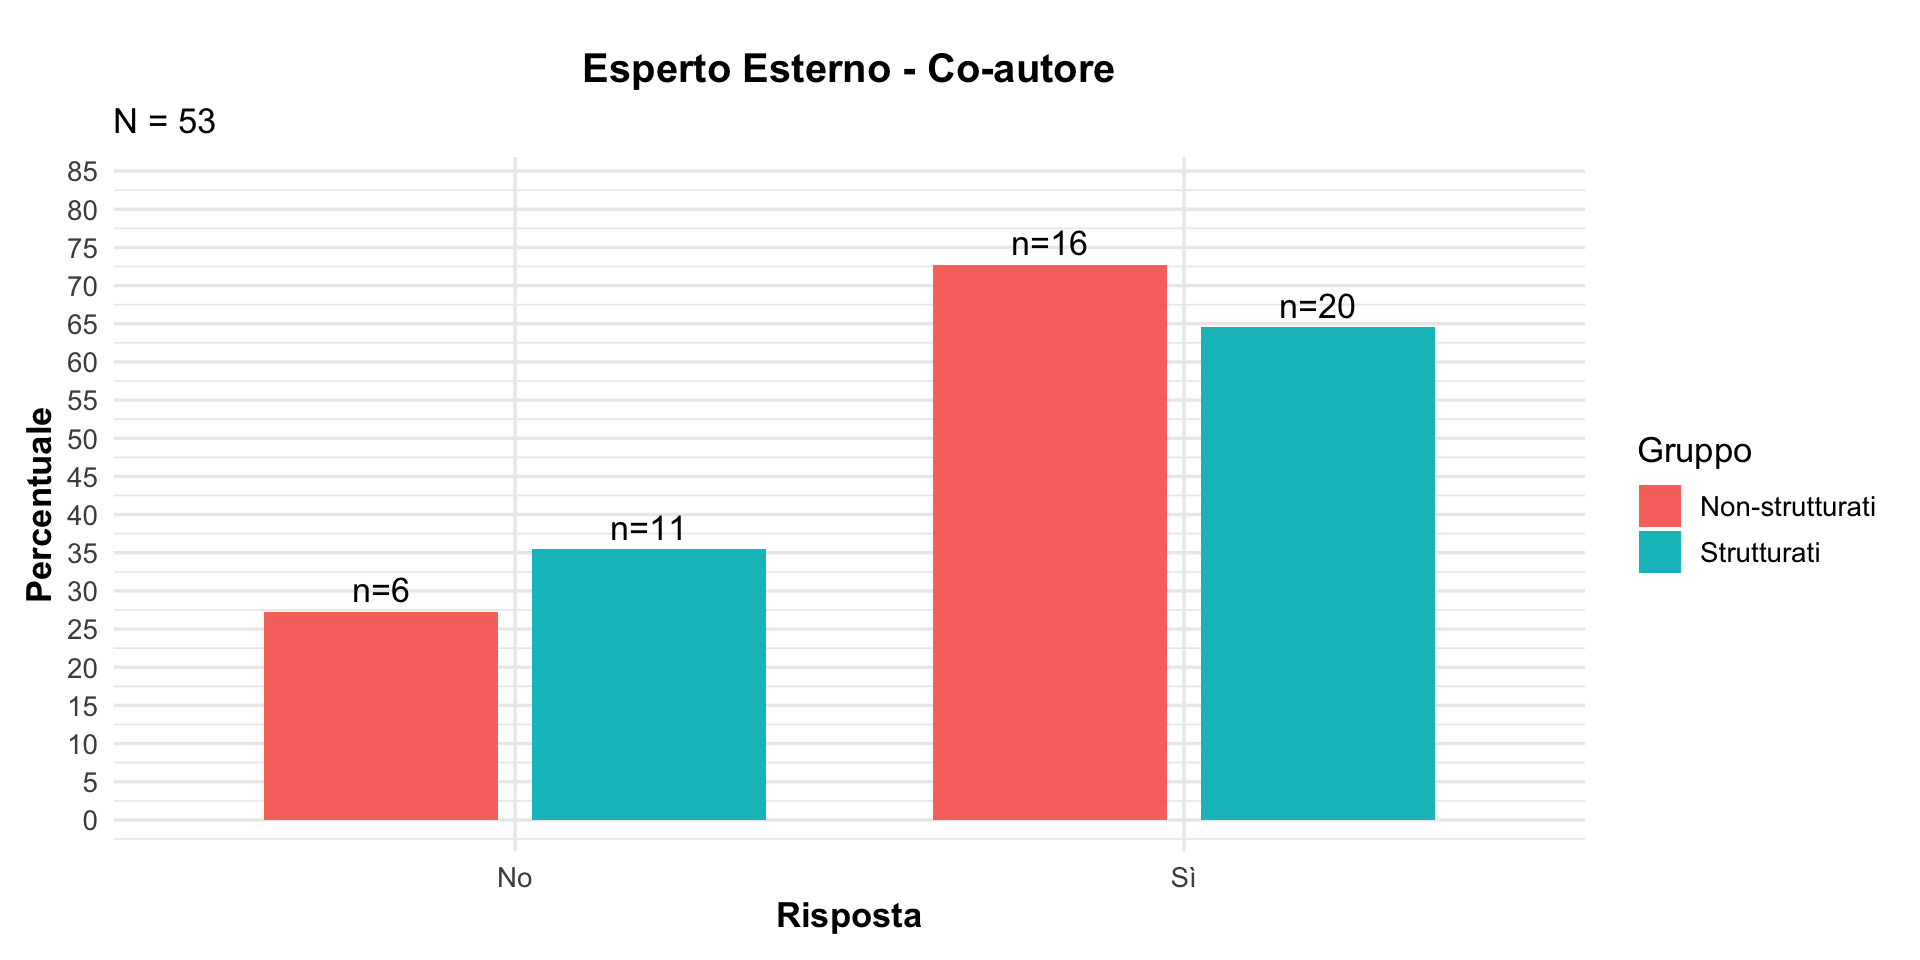 Esperto Esterno - Co-autore
N = 53
85
80
75
70
65
60
55
50
45
40
35
30
25
20
15
10
5
0
Percentuale
n=6
n=11
n=16
n=20
No
Sì
Risposta
Gruppo
Non-strutturati
Strutturati